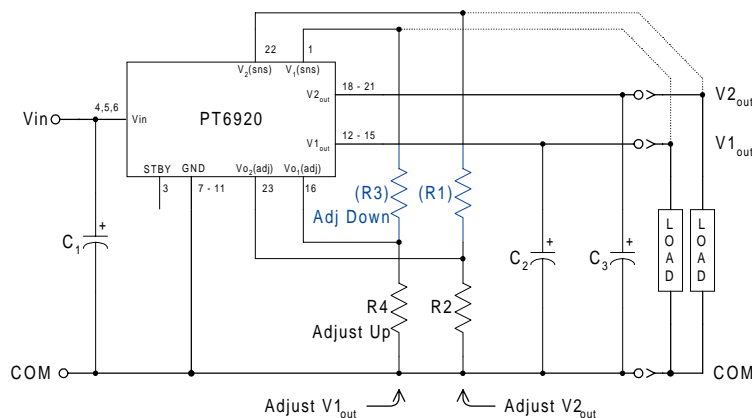 22
1
V2(sns)
V1(sns)
18 - 21
V2out
V2out
4,5,6
Vin
Vin
PT6920
12 - 15
V1out
V1out
STBY
GND
Vo2(adj)
Vo1(adj)
3
7 - 11
23
16
(R3)
(R1)
Adj Down
+
C1
+
C2
+
C3
LOAD
LOAD
R4
R2
Adjust Up
COM
COM
Adjust V1out
Adjust V2out